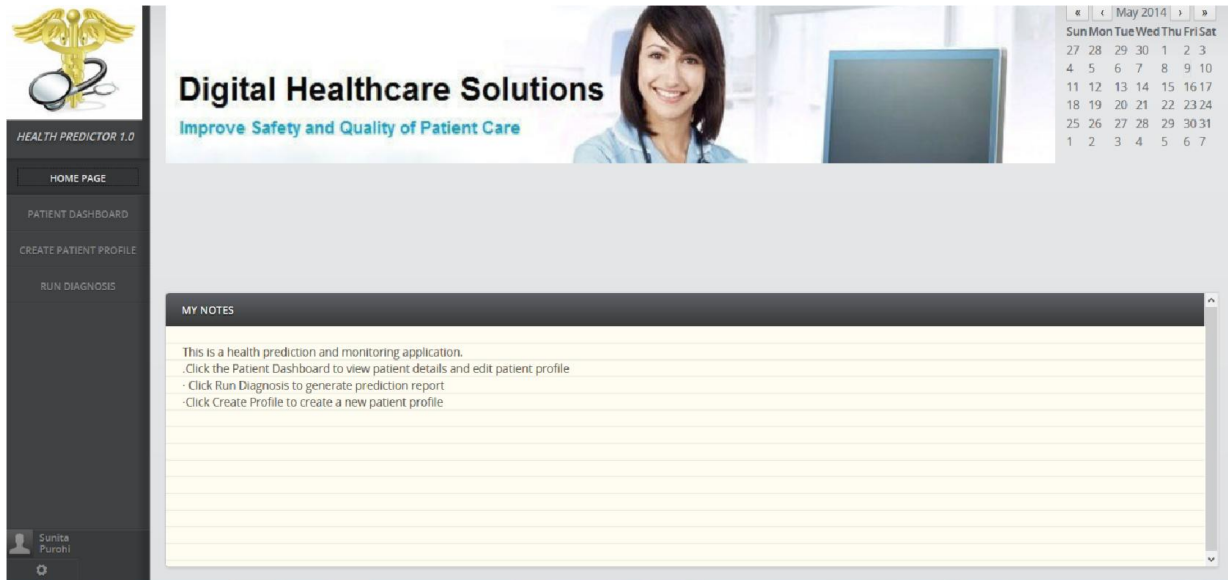 HEALTH PREDICTOR 1.0
HOME PAGE
PATIENT DASHBOARD
CREATE PATIENT PROFILE
RUN DIAGNOSIS
Sunita
Purohi
Digital Healthcare Solutions
Improve Safety and Quality of Patient Care
« ‹ May 2014 › »
Sun Mon Tue Wed Thu Fri Sat
27 28 29 30 1 2 3
4 5 6 7 8 9 10
11 12 13 14 15 16 17
18 19 20 21 22 23 24
25 26 27 28 29 30 31
1 2 3 4 5 6 7
MY NOTES
This is a health prediction and monitoring application.
.Click the Patient Dashboard to view patient details and edit patient profile
· Click Run Diagnosis to generate prediction report
·Click Create Profile to create a new patient profile